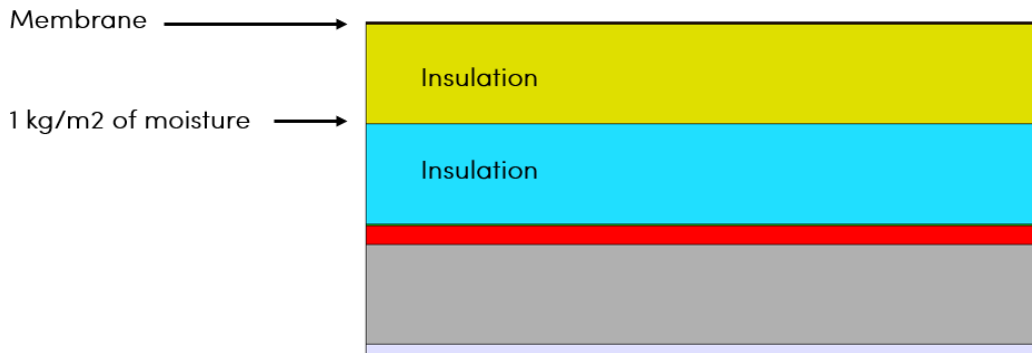 Membrane
Insulation
1 kg/m2 of moisture
Insulation